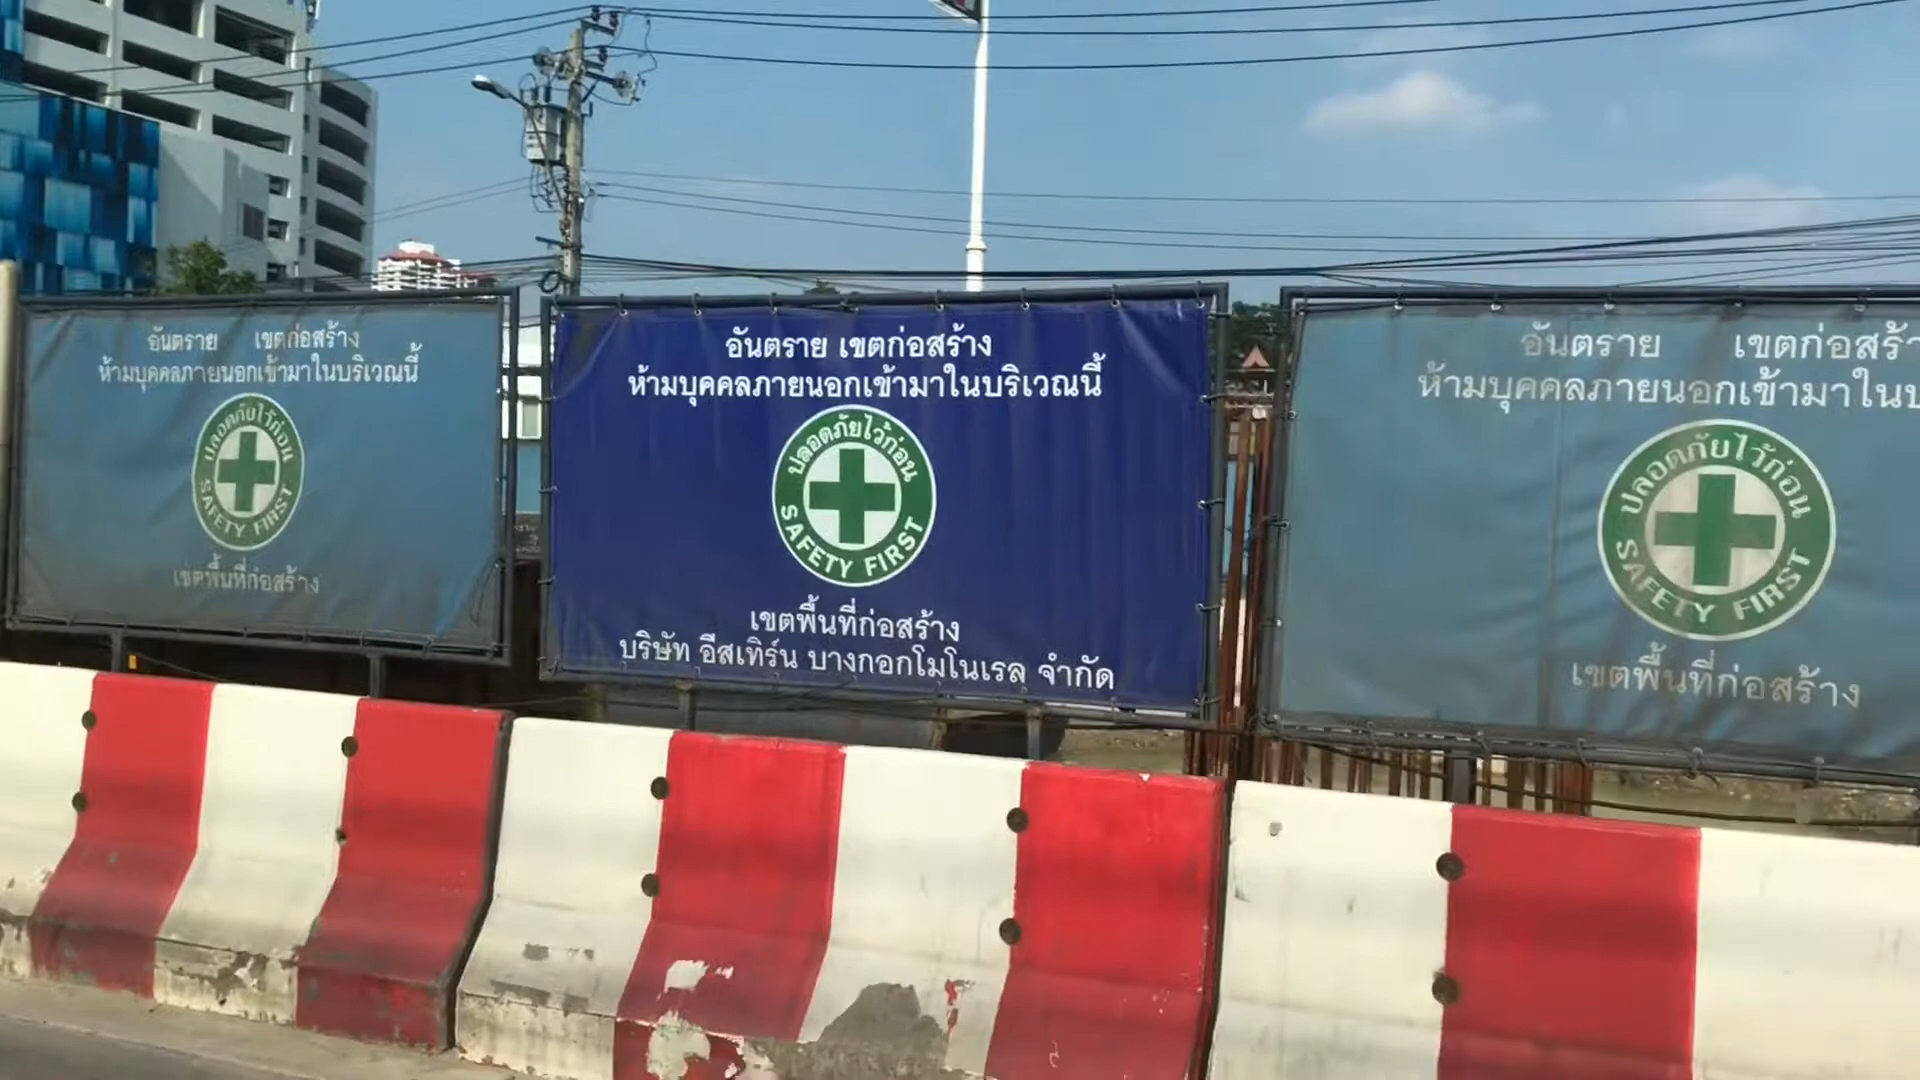 อันตราย เขตก่อสร้าง
ห้ามบุคคลภายนอกเข้ามาในบริเวณนี้
ปลอดภัยไว้ก่อน
SAFETY FIRST
เขตพื้นที่ก่อสร้าง
อันตราย เขตก่อสร้าง
ห้ามบุคคลภายนอกเข้ามาในบริเวณนี้
ปลอดภัยไว้ก่อน
SAFETY FIRST
เขตพื้นที่ก่อสร้าง
บริษัท อีสเทิร์น บางกอกโมโนเรล จำกัด
อันตราย เขตก่อสร้า
ห้ามบุคคลภายนอกเข้ามาในบ
ปลอดภัยไว้ก่อน
SAFETY FIRST
เขตพื้นที่ก่อสร้าง